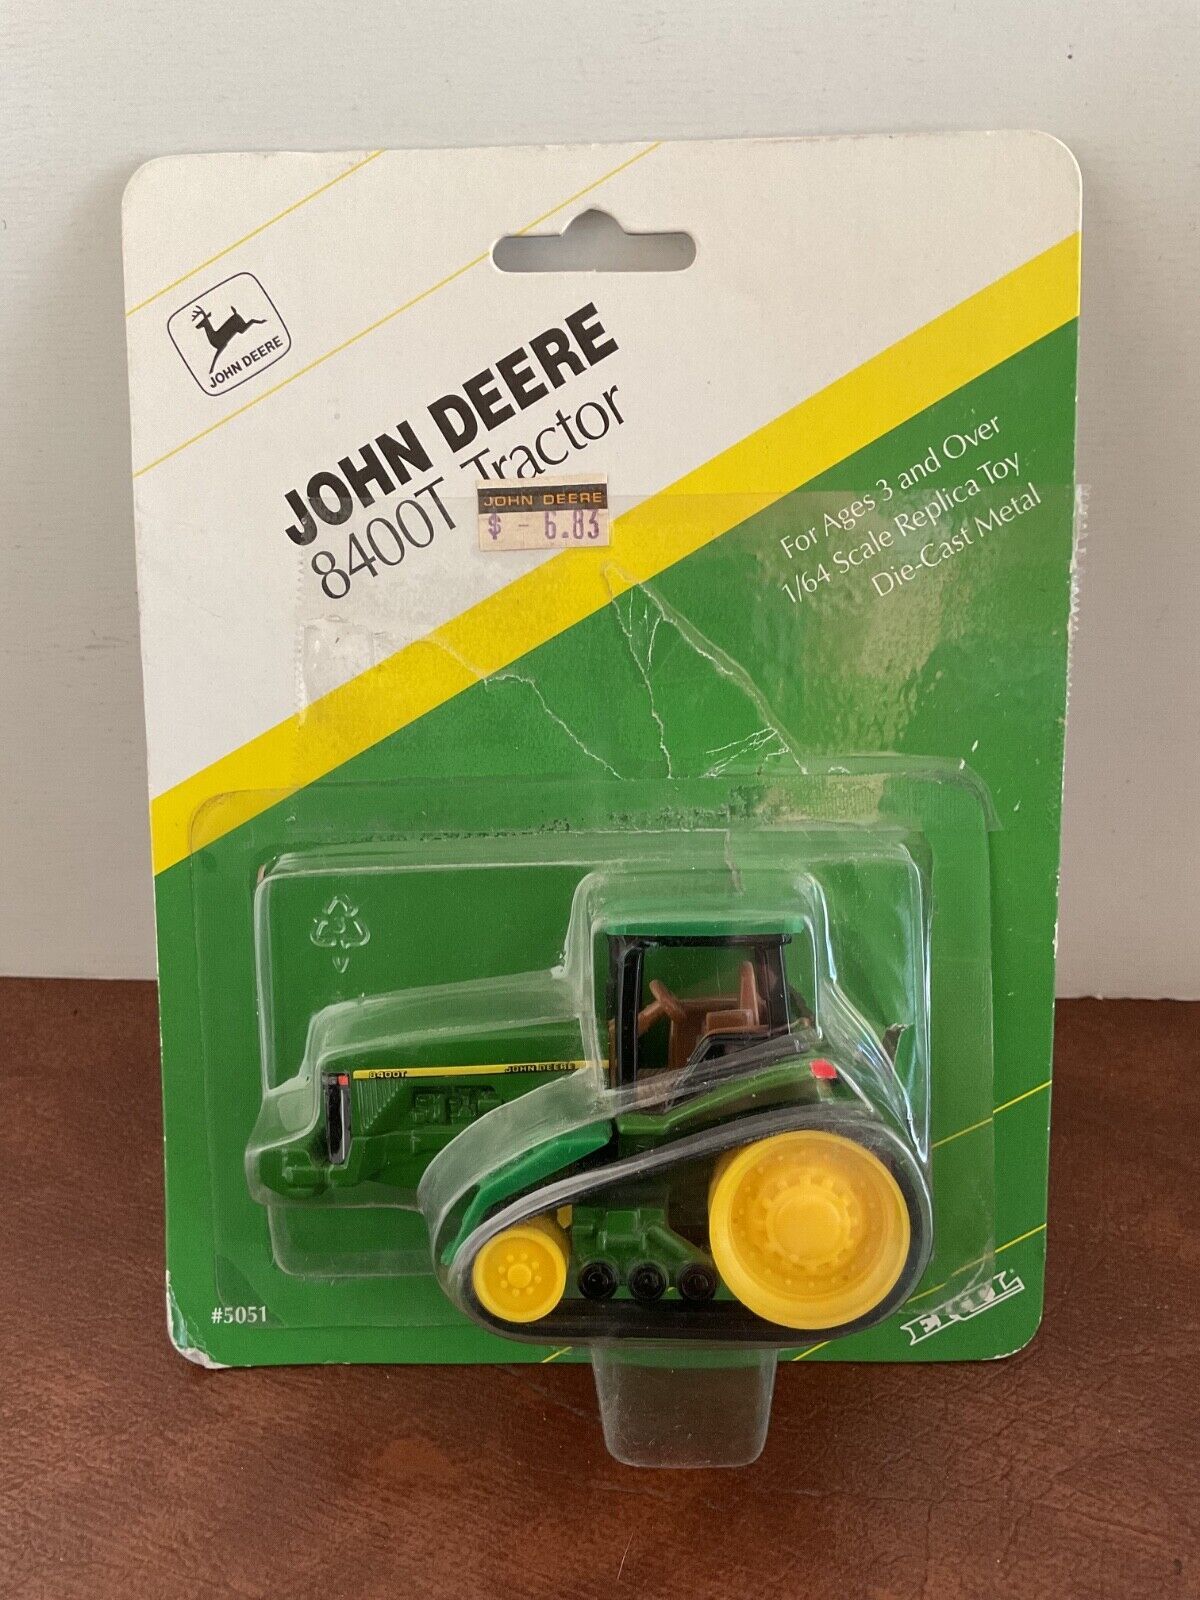 JOHN DEERE
JOHN DEERE
8400T Tractor
JOHN DEERE
$ - 6.83
For Ages 3 and Over
1/64 Scale Replica Toy
Die-Cast Metal
8400T
JOHN DEERE
#5051
ERTL